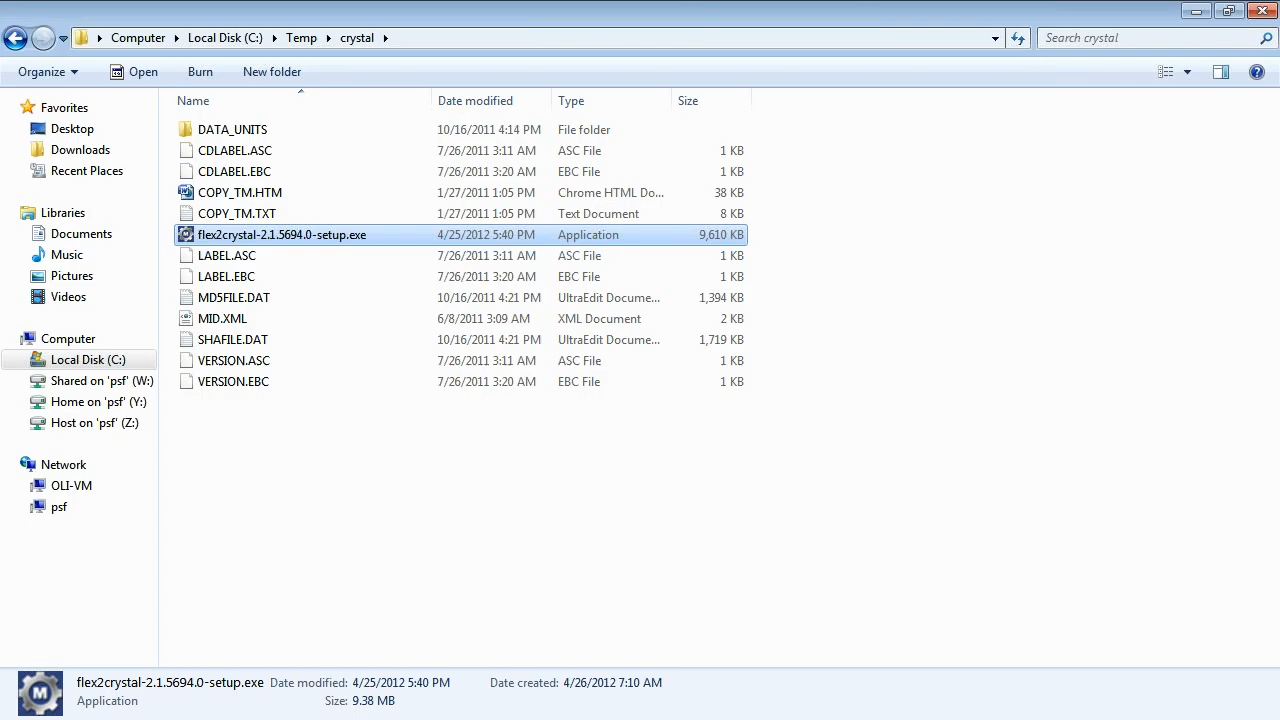 Computer Local Disk (C:) Temp crystal Search crystal
Organize Open Burn New folder
Name Date modified Type Size
Favorites
Desktop
Downloads
Recent Places
Libraries
Documents
Music
Pictures
Videos
Computer
Local Disk (C:)
Shared on 'psf' (W:)
Home on 'psf' (Y:)
Host on 'psf' (Z:)
Network
OLI-VM
psf
DATA_UNITS 10/16/2011 4:14 PM File folder
CDLABEL.ASC 7/26/2011 3:11 AM ASC File 1 KB
CDLABEL.EBC 7/26/2011 3:20 AM EBC File 1 KB
COPY_TM.HTM 1/27/2011 1:05 PM Chrome HTML Do... 38 KB
COPY_TM.TXT 1/27/2011 1:05 PM Text Document 8 KB
flex2crystal-2.1.5694.0-setup.exe 4/25/2012 5:40 PM Application 9,610 KB
LABEL.ASC 7/26/2011 3:11 AM ASC File 1 KB
LABEL.EBC 7/26/2011 3:20 AM EBC File 1 KB
MD5FILE.DAT 10/16/2011 4:21 PM UltraEdit Docume... 1,394 KB
MID.XML 6/8/2011 3:09 AM XML Document 2 KB
SHAFILE.DAT 10/16/2011 4:21 PM UltraEdit Docume... 1,719 KB
VERSION.ASC 7/26/2011 3:11 AM ASC File 1 KB
VERSION.EBC 7/26/2011 3:20 AM EBC File 1 KB
M
flex2crystal-2.1.5694.0-setup.exe Date modified: 4/25/2012 5:40 PM Date created: 4/26/2012 7:10 AM
Application Size: 9.38 MB